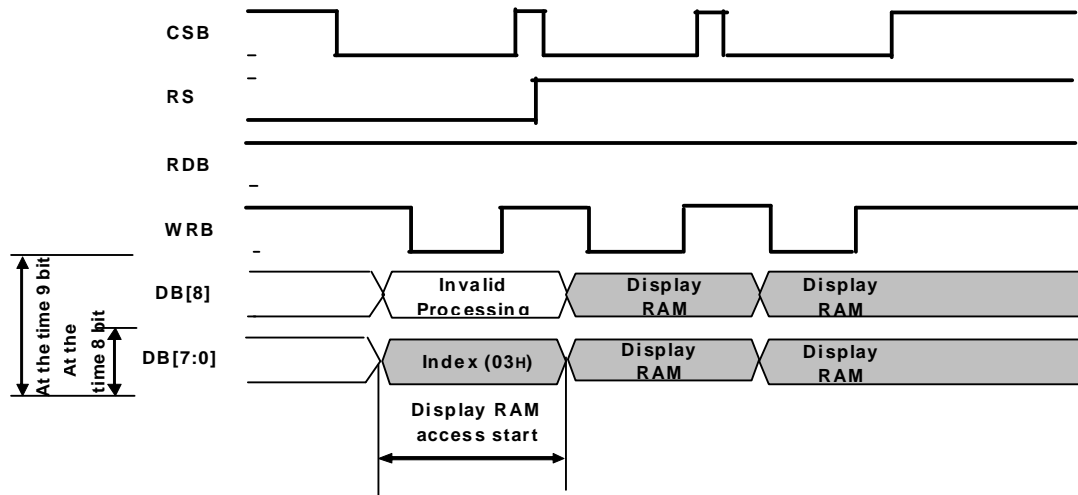 CSB
RS
RDB
WRB
At the time 9 bit
At the
time 8 bit
DB[8]
Invalid
Processing
Display
RAM
Display
RAM
DB[7:0]
Index (03H)
Display
RAM
Display
RAM
Display RAM
access start